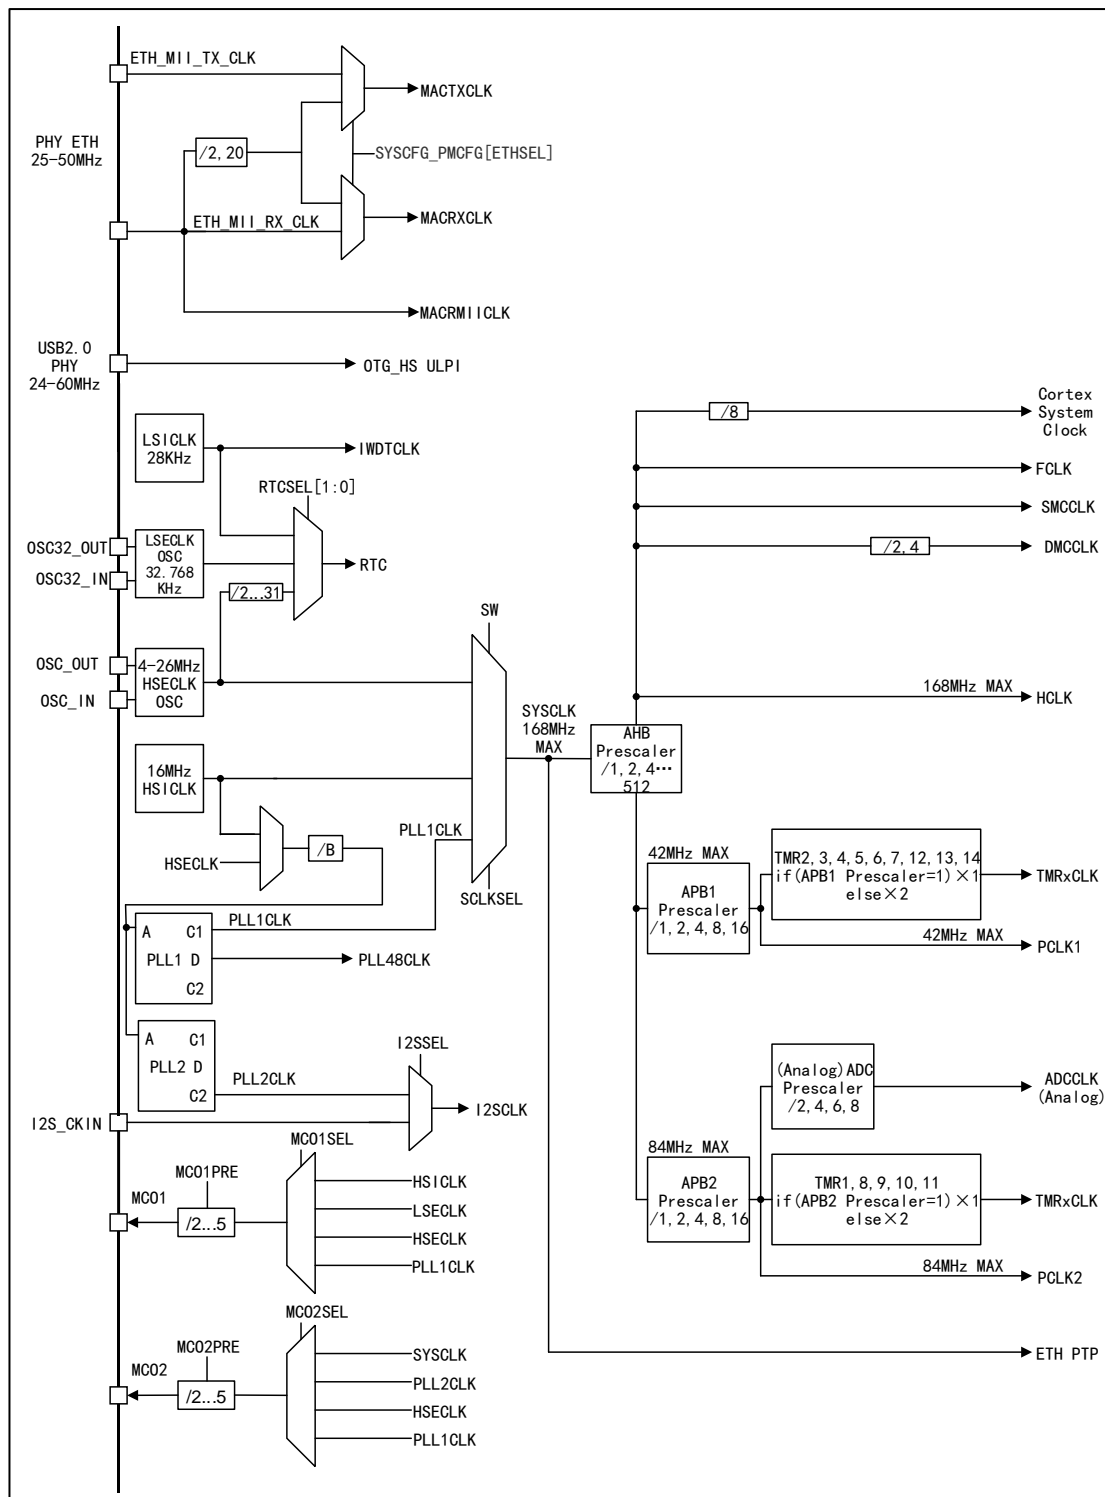 ETH_MII_TX_CLK
MACTXCLK
PHY ETH
25-50MHz
/2, 20
SYSCFG_PMCFG[ETHSEL]
ETH_MII_RX_CLK
MACRXCLK
MACRMIICLK
USB2.0
PHY
24-60MHz
OTG_HS ULPI
LSICLK
28KHz
IWDTCLK
RTCSEL[1:0]
OSC32_OUT
OSC32_IN
LSECLK
OSC
32.768
KHz
RTC
/2...31
OSC_OUT
OSC_IN
4-26MHz
HSECLK
OSC
SW
16MHz
HSICLK
HSECLK
/B
PLL1CLK
SCLKSEL
SYSCLK
168MHz
MAX
AHB
Prescaler
/1, 2, 4…
512
/8
Cortex
System
Clock
FCLK
SMCCLK
/2, 4
DMCCLK
168MHz MAX
HCLK
A C1
PLL1 D
C2
PLL1CLK
PLL48CLK
A C1
PLL2 D
C2
PLL2CLK
I2SSEL
I2SCLK
I2S_CKIN
42MHz MAX
APB1
Prescaler
/1, 2, 4, 8, 16
TMR2, 3, 4, 5, 6, 7, 12, 13, 14
if(APB1 Prescaler=1)×1
else×2
TMRxCLK
42MHz MAX
PCLK1
(Analog)ADC
Prescaler
/2, 4, 6, 8
ADCCLK
(Analog)
84MHz MAX
APB2
Prescaler
/1, 2, 4, 8, 16
TMR1, 8, 9, 10, 11
if(APB2 Prescaler=1)×1
else×2
TMRxCLK
84MHz MAX
PCLK2
ETH PTP
MCO1SEL
MCO1PRE
MCO1
/2...5
HSICLK
LSECLK
HSECLK
PLL1CLK
MCO2SEL
MCO2PRE
MCO2
/2...5
SYSCLK
PLL2CLK
HSECLK
PLL1CLK